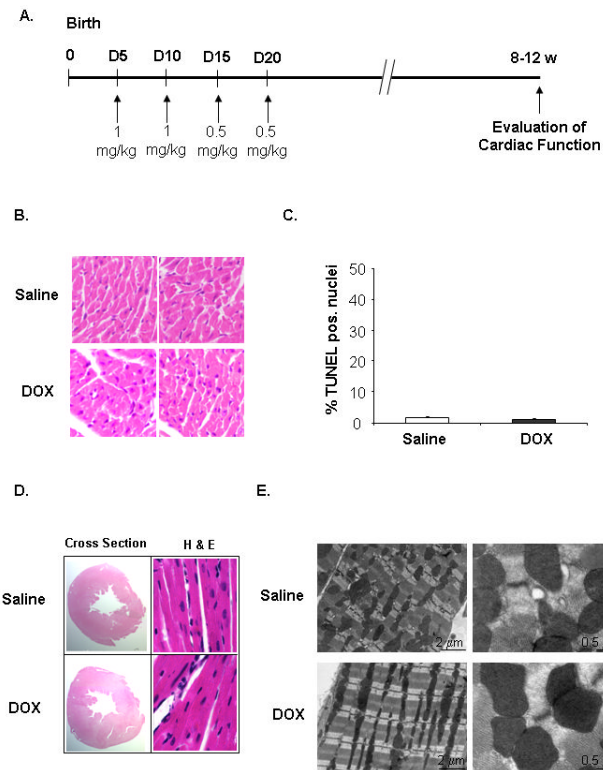 A.
Birth
0 D5 D10 D15 D20 8-12 w
1 1 0.5 0.5
mg/kg mg/kg mg/kg mg/kg
Evaluation of
Cardiac Function
B.
Saline
DOX
C.
% TUNEL pos. nuclei
50
40
30
20
10
0
Saline DOX
D.
Cross Section H & E
Saline
DOX
E.
Saline
2 μm 0.5
DOX
2 μm 0.5